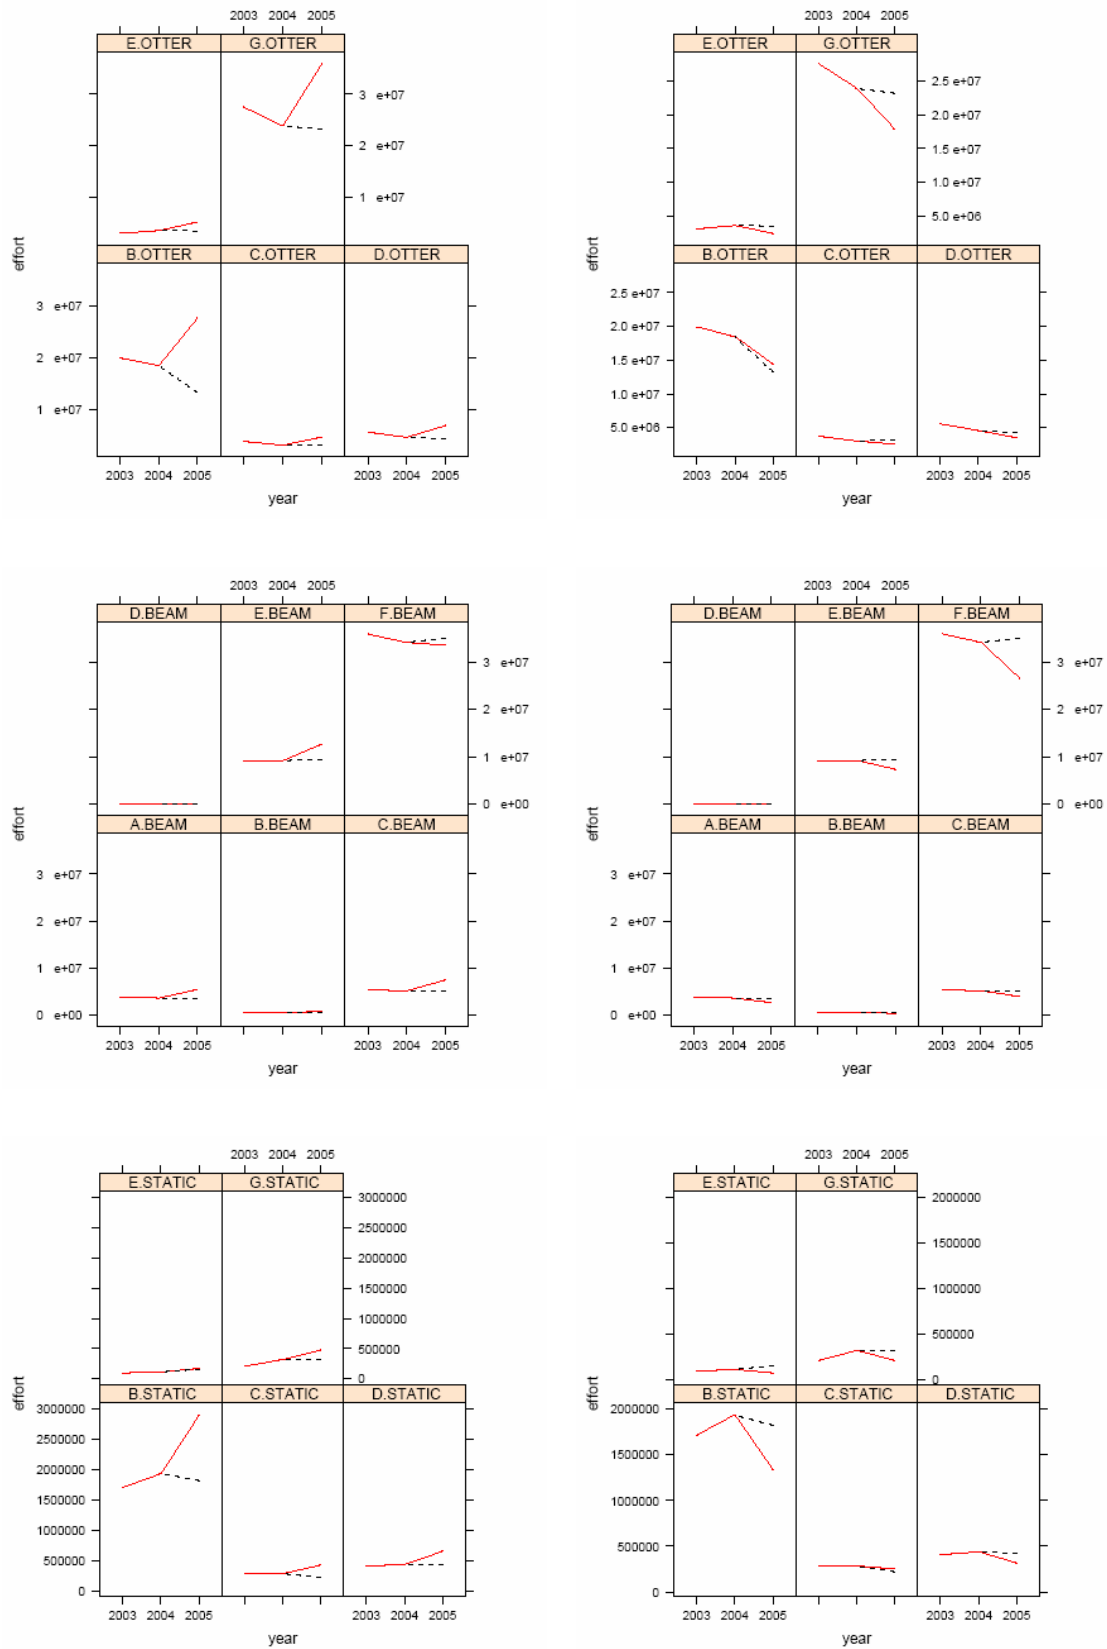 2003 2004 2005
E.OTTER G.OTTER
3 e+07
2 e+07
1 e+07
effort
B.OTTER C.OTTER D.OTTER
3 e+07
2 e+07
1 e+07
2003 2004 2005 2003 2004 2005
year
2003 2004 2005
E.OTTER G.OTTER
2.5 e+07
2.0 e+07
1.5 e+07
1.0 e+07
5.0 e+06
effort
B.OTTER C.OTTER D.OTTER
2.5 e+07
2.0 e+07
1.5 e+07
1.0 e+07
5.0 e+06
2003 2004 2005 2003 2004 2005
year
2003 2004 2005
D.BEAM E.BEAM F.BEAM
3 e+07
2 e+07
1 e+07
0 e+00
effort
A.BEAM B.BEAM C.BEAM
3 e+07
2 e+07
1 e+07
0 e+00
2003 2004 2005 2003 2004 2005
year
2003 2004 2005
D.BEAM E.BEAM F.BEAM
3 e+07
2 e+07
1 e+07
0 e+00
effort
A.BEAM B.BEAM C.BEAM
3 e+07
2 e+07
1 e+07
0 e+00
2003 2004 2005 2003 2004 2005
year
2003 2004 2005
E.STATIC G.STATIC
3000000
2500000
2000000
1500000
1000000
500000
0
effort
B.STATIC C.STATIC D.STATIC
3000000
2500000
2000000
1500000
1000000
500000
0
2003 2004 2005 2003 2004 2005
year
2003 2004 2005
E.STATIC G.STATIC
2000000
1500000
1000000
500000
0
effort
B.STATIC C.STATIC D.STATIC
2000000
1500000
1000000
500000
0
2003 2004 2005 2003 2004 2005
year